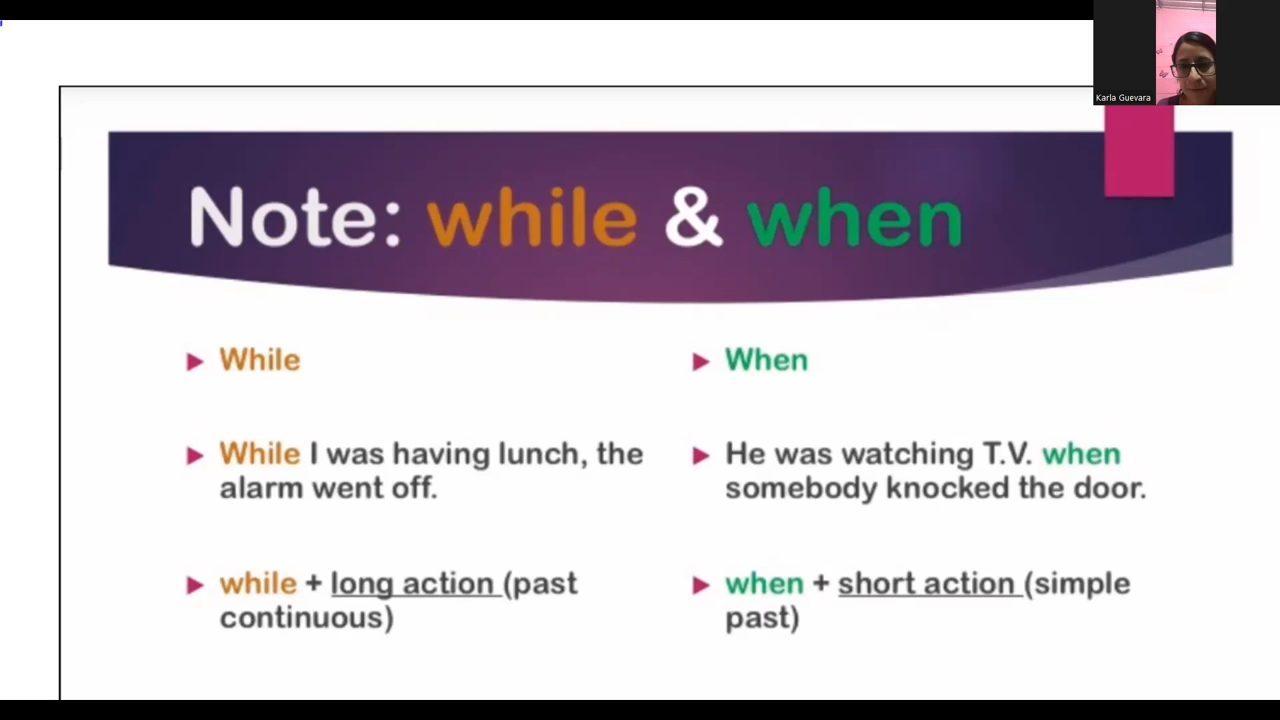 Karla Guevara
Note: while & when
While
While I was having lunch, the
alarm went off.
while + long action (past
continuous)
When
He was watching T.V. when
somebody knocked the door.
when + short action (simple
past)